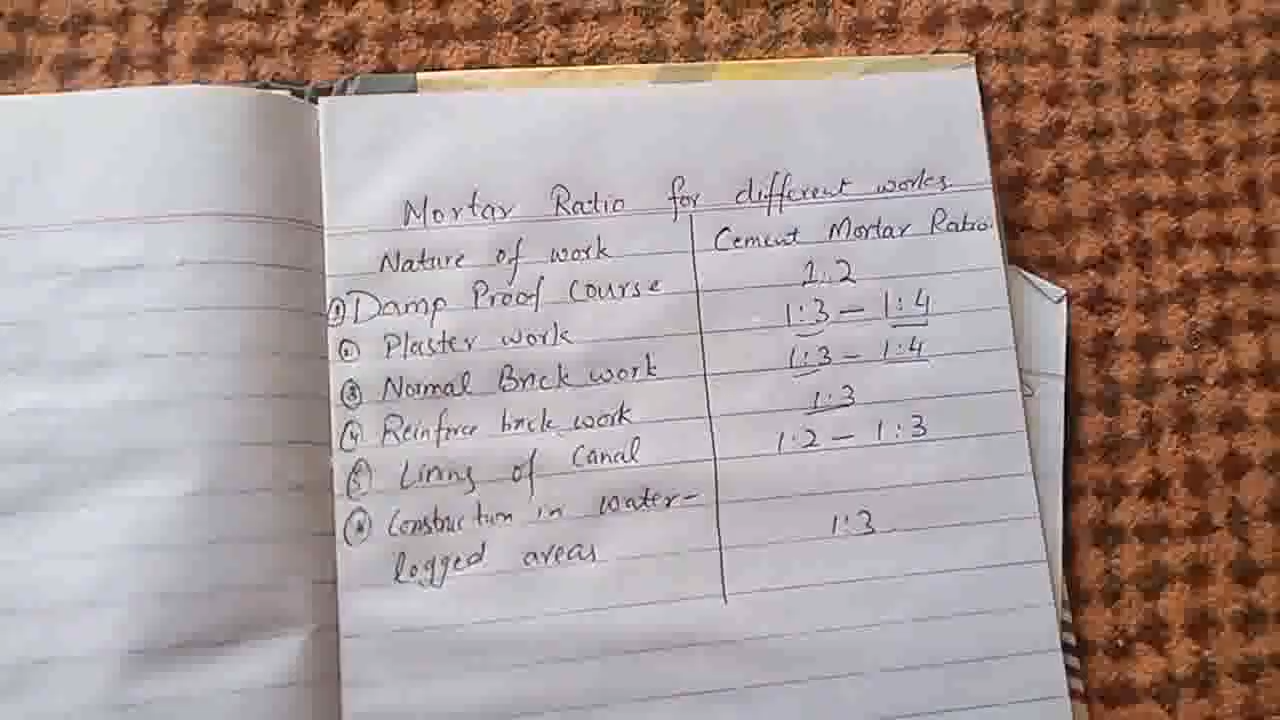 Mortar Ratio for different works
Nature of work Cement Mortar Ratio
① Damp Proof Course 1:2
② Plaster work 1:3 - 1:4
③ Normal Brick work 1:3 - 1:4
④ Reinforce brick work 1:3
⑤ Lining of Canal 1:2 - 1:3
⑥ Construction in water-
logged areas 1:3